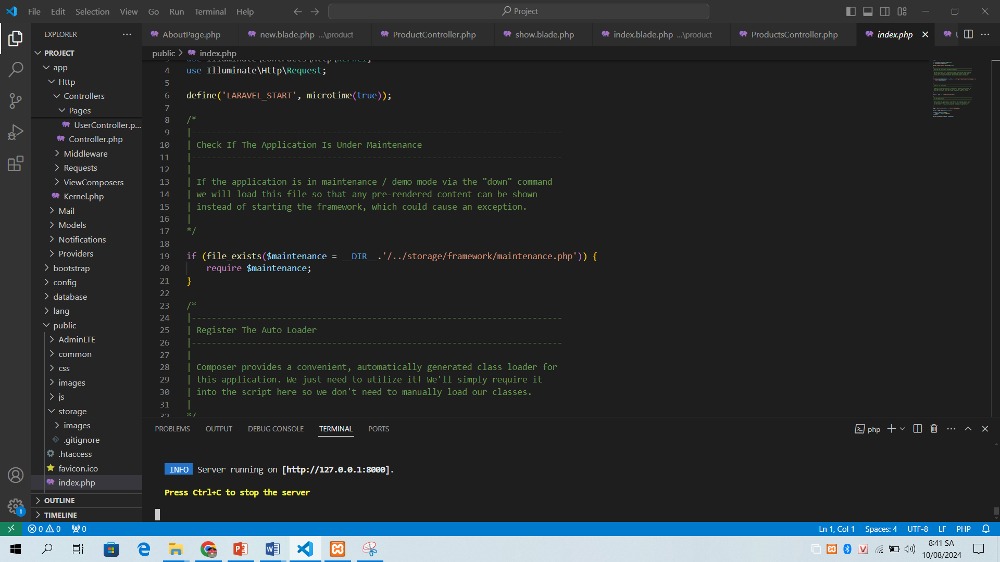 File Edit Selection View Go Run Terminal Help
Project
EXPLORER
PROJECT
app
Http
Controllers
Pages
UserController.p...
Controller.php
Middleware
Requests
ViewComposers
Kernel.php
Mail
Models
Notifications
Providers
bootstrap
config
database
lang
public
AdminLTE
common
css
images
js
storage
images
.gitignore
.htaccess
favicon.ico
index.php
OUTLINE
TIMELINE
AboutPage.php
new.blade.php ...\product
ProductController.php
show.blade.php
index.blade.php ...\product
ProductsController.php
index.php
public > index.php
4 use Illuminate\Http\Request;
5
6 define('LARAVEL_START', microtime(true));
7
8 /*
9 |--------------------------------------------------------------------------
10 | Check If The Application Is Under Maintenance
11 |--------------------------------------------------------------------------
12 |
13 | If the application is in maintenance / demo mode via the "down" command
14 | we will load this file so that any pre-rendered content can be shown
15 | instead of starting the framework, which could cause an exception.
16 |
17 */
18
19 if (file_exists($maintenance = __DIR__.'/../storage/framework/maintenance.php')) {
20     require $maintenance;
21 }
22
23 /*
24 |--------------------------------------------------------------------------
25 | Register The Auto Loader
26 |--------------------------------------------------------------------------
27 |
28 | Composer provides a convenient, automatically generated class loader for
29 | this application. We just need to utilize it! We'll simply require it
30 | into the script here so we don't need to manually load our classes.
31 |
32 */
PROBLEMS OUTPUT DEBUG CONSOLE TERMINAL PORTS
php
INFO Server running on [http://127.0.0.1:8000].
Press Ctrl+C to stop the server
1
0 0 0
Ln 1, Col 1 Spaces: 4 UTF-8 LF PHP
8:41 SA
10/08/2024